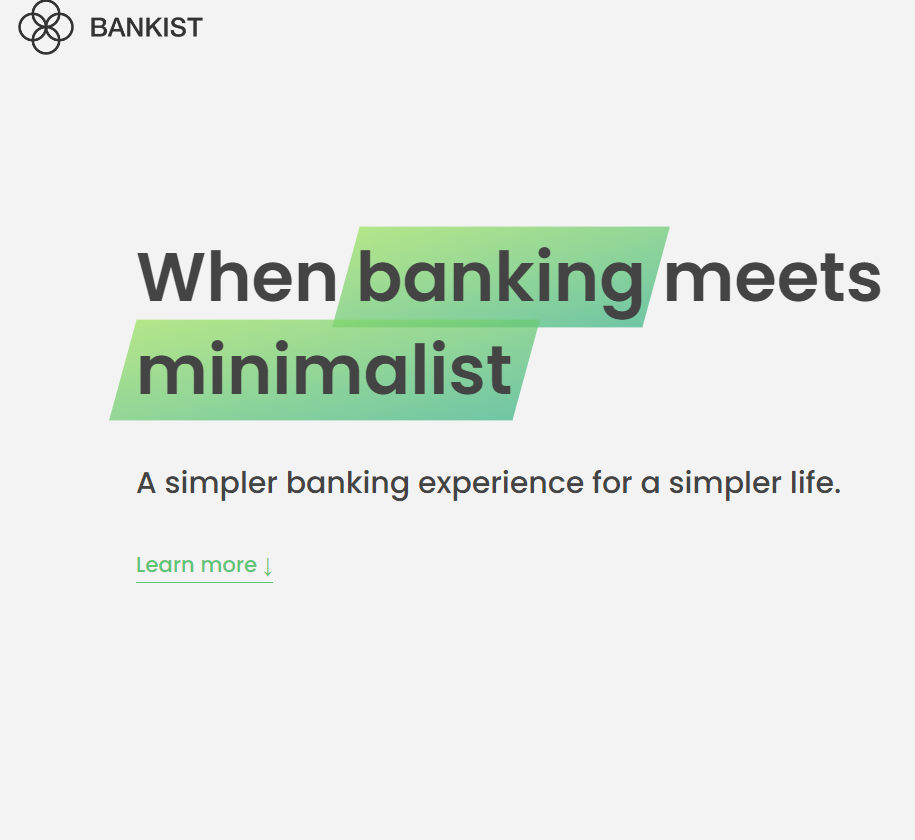 BANKIST
When banking meets
minimalist
A simpler banking experience for a simpler life.
Learn more ↓